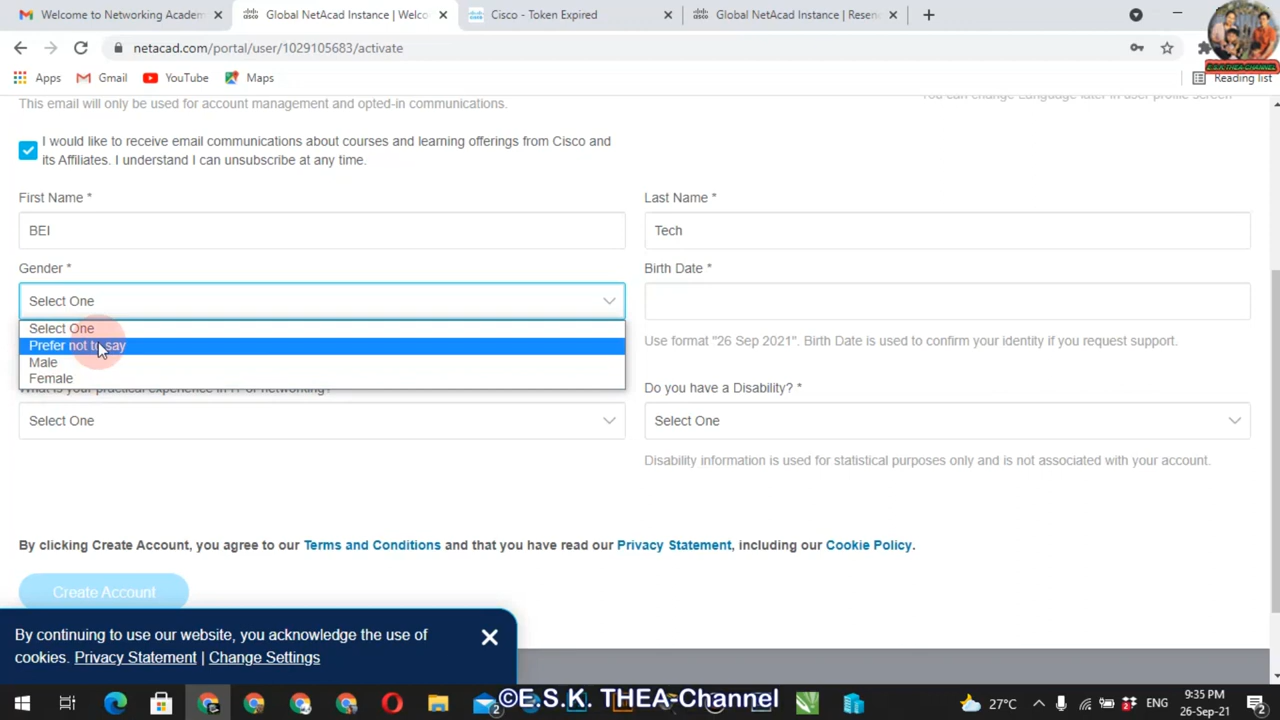 Welcome to Networking Academ
Global NetAcad Instance | Welco
Cisco - Token Expired
Global NetAcad Instance | Resen
netacad.com/portal/user/1029105683/activate
Apps
Gmail
YouTube
Maps
E.S.K.THEA-CHANNEL
Reading list
This email will only be used for account management and opted-in communications.
You can change Language later in user profile screen
I would like to receive email communications about courses and learning offerings from Cisco and
its Affiliates. I understand I can unsubscribe at any time.
First Name *
Last Name *
BEI
Tech
Gender *
Birth Date *
Select One
Select One
Prefer not to say
Male
Female
Use format "26 Sep 2021". Birth Date is used to confirm your identity if you request support.
What is your practical experience in IT or networking?
Do you have a Disability? *
Select One
Select One
Disability information is used for statistical purposes only and is not associated with your account.
By clicking Create Account, you agree to our Terms and Conditions and that you have read our Privacy Statement, including our Cookie Policy.
Create Account
By continuing to use our website, you acknowledge the use of
cookies. Privacy Statement | Change Settings
©E.S.K. THEA-Channel
2
27°C
ENG
9:35 PM
26-Sep-21
2